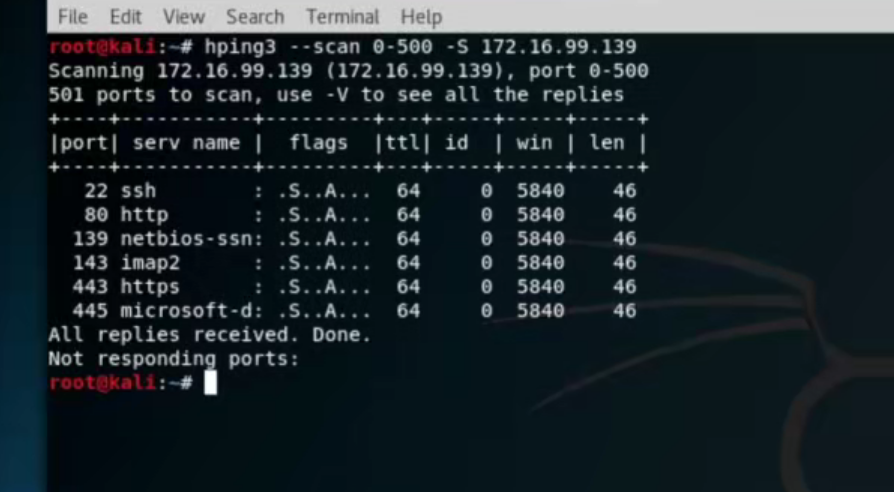 File Edit View Search Terminal Help
root@kali:~# hping3 --scan 0-500 -S 172.16.99.139
Scanning 172.16.99.139 (172.16.99.139), port 0-500
501 ports to scan, use -V to see all the replies
+----+-----------+---------+---+-----+-----+-----+
|port| serv name |  flags  |ttl| id  | win | len |
+----+-----------+---------+---+-----+-----+-----+
   22 ssh        : .S..A...  64     0  5840    46
   80 http       : .S..A...  64     0  5840    46
  139 netbios-ssn: .S..A...  64     0  5840    46
  143 imap2      : .S..A...  64     0  5840    46
  443 https      : .S..A...  64     0  5840    46
  445 microsoft-d: .S..A...  64     0  5840    46
All replies received. Done.
Not responding ports:
root@kali:~#